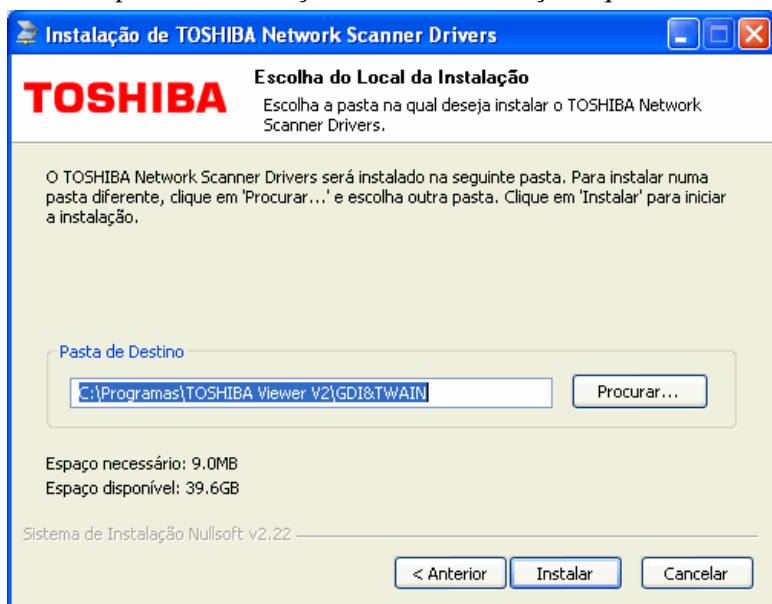 Instalação de TOSHIBA Network Scanner Drivers
TOSHIBA
Escolha do Local da Instalação
Escolha a pasta na qual deseja instalar o TOSHIBA Network
Scanner Drivers.
O TOSHIBA Network Scanner Drivers será instalado na seguinte pasta. Para instalar numa
pasta diferente, clique em 'Procurar...' e escolha outra pasta. Clique em 'Instalar' para iniciar
a instalação.
Pasta de Destino
C:\Programas\TOSHIBA Viewer V2\GDI&TWAIN
Procurar...
Espaço necessário: 9.0MB
Espaço disponível: 39.6GB
Sistema de Instalação Nullsoft v2.22
< Anterior
Instalar
Cancelar